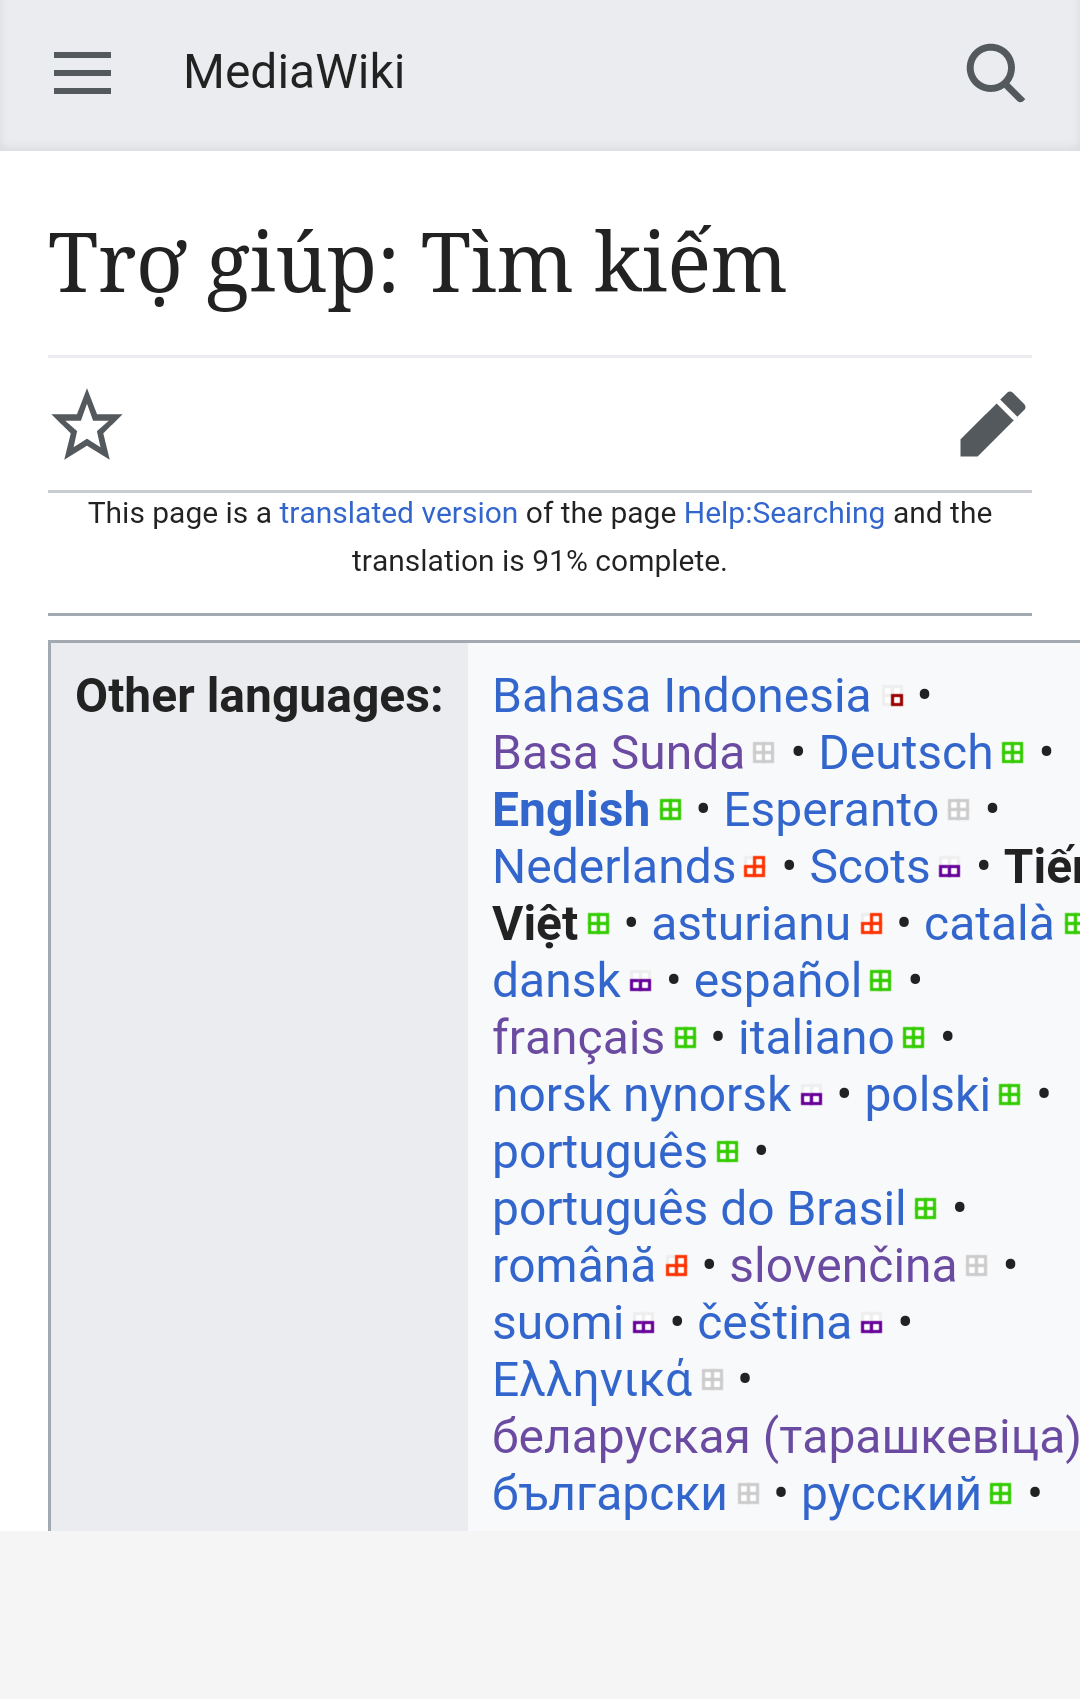 MediaWiki
Trợ giúp: Tìm kiếm
This page is a translated version of the page Help:Searching and the
translation is 91% complete.
Other languages:
Bahasa Indonesia •
Basa Sunda • Deutsch •
English • Esperanto •
Nederlands • Scots •
Việt • asturianu • català
dansk • español •
français • italiano •
norsk nynorsk • polski •
português •
português do Brasil •
română • slovenčina •
suomi • čeština •
Ελληνικά •
беларуская (тарашкевіца)
български • русский •